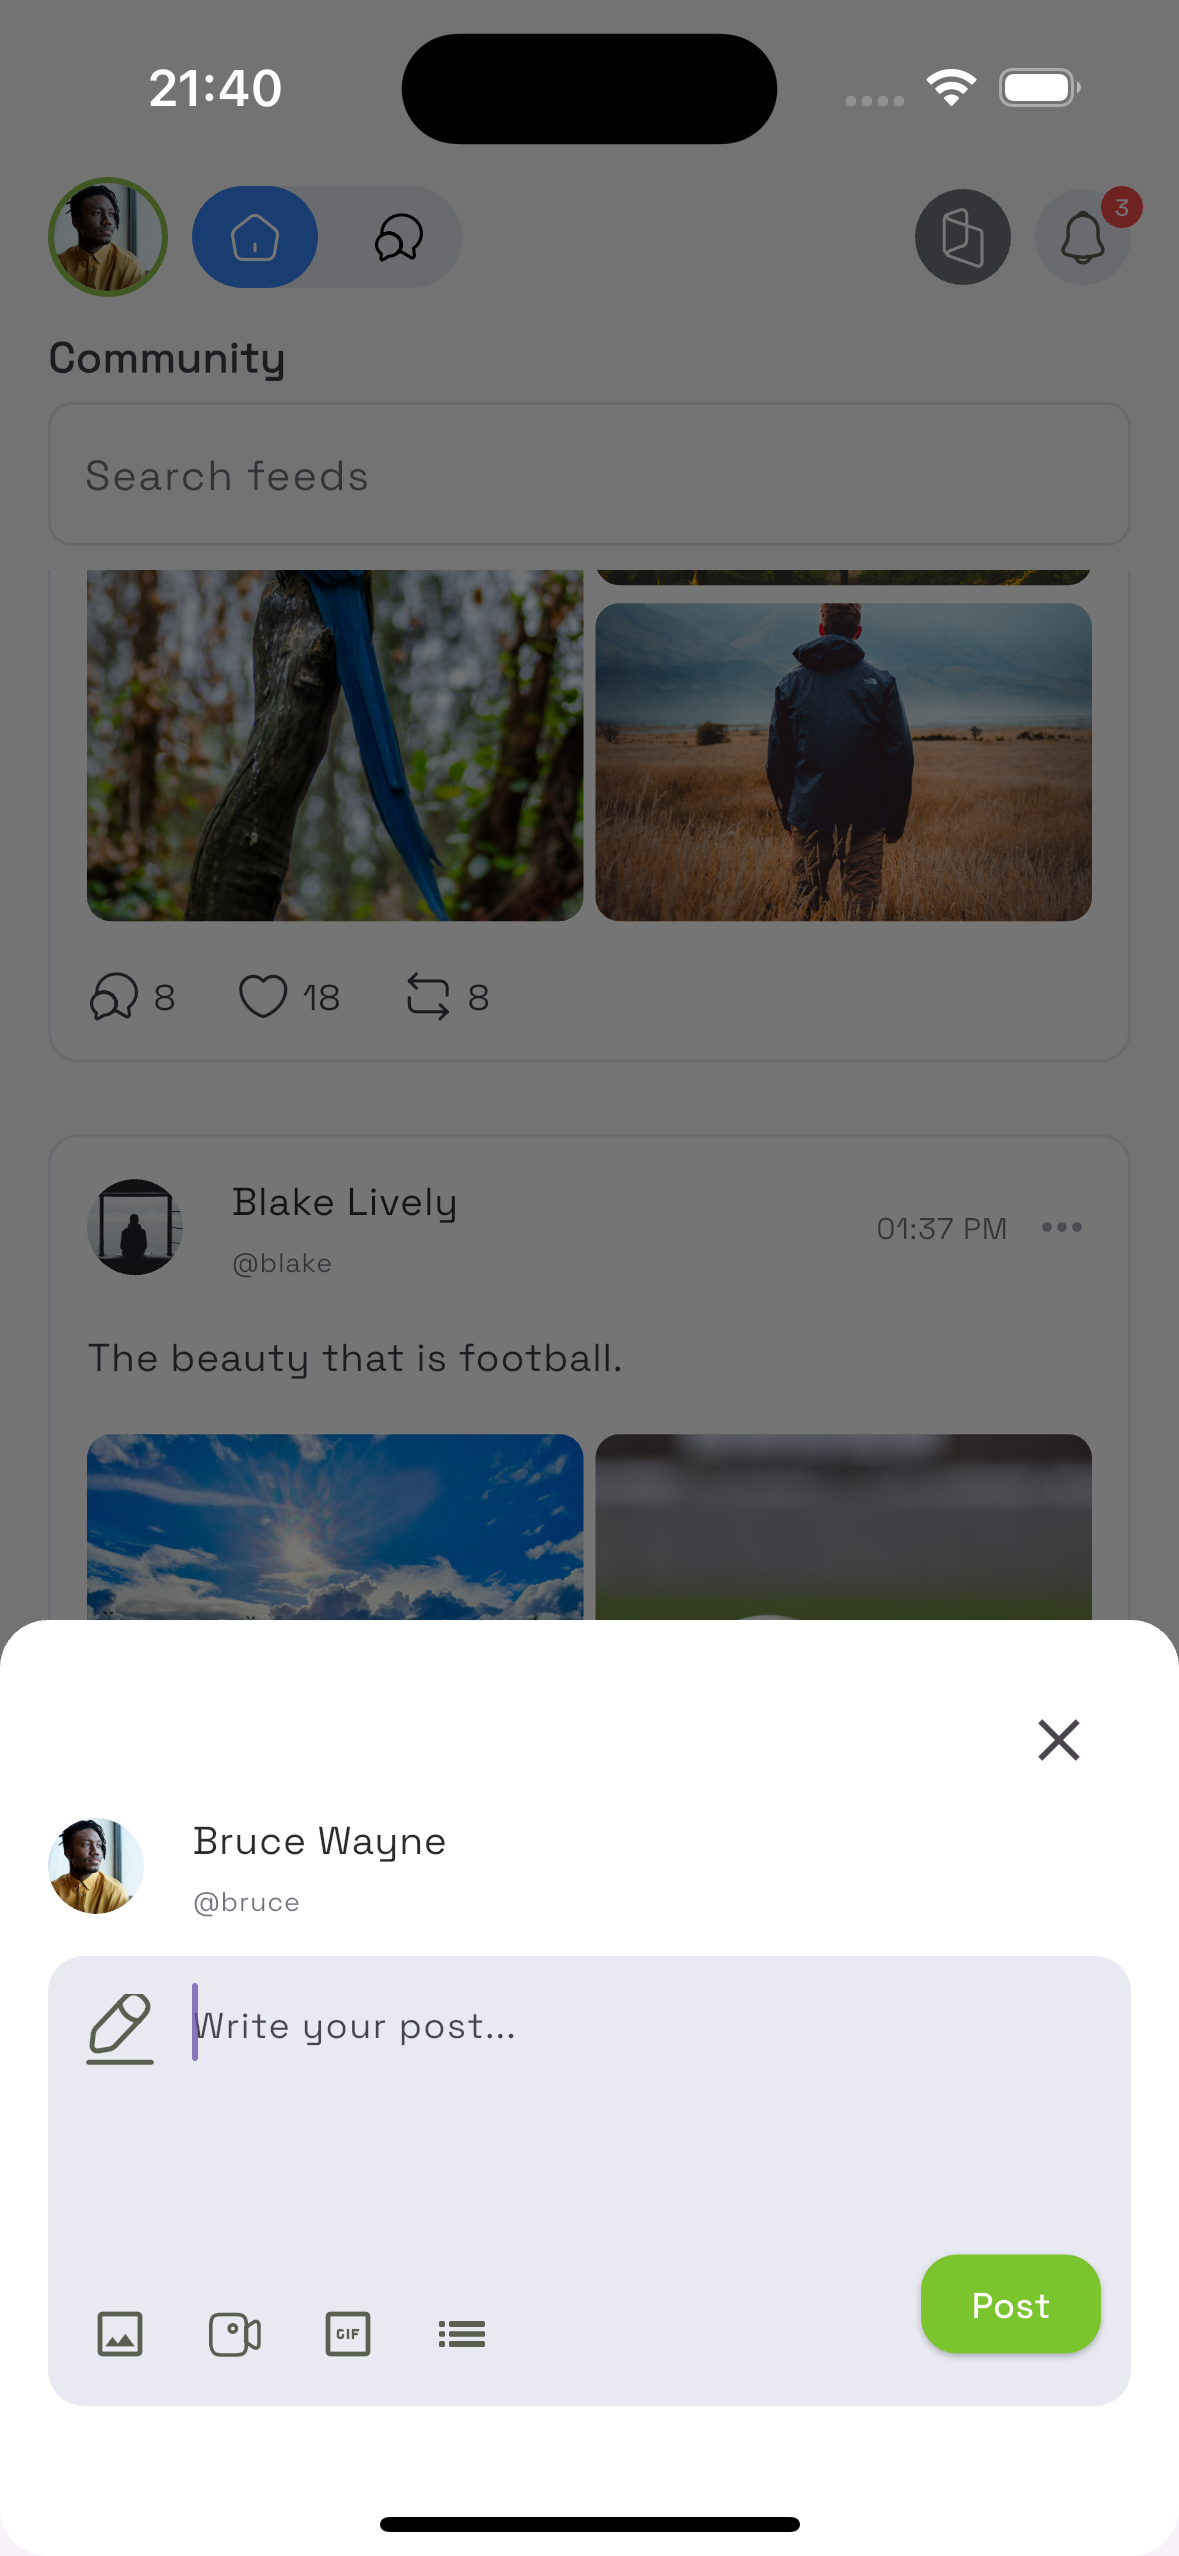 21:40
3
Community
Search feeds
8 18 8
Blake Lively
@blake
01:37 PM
The beauty that is football.
Bruce Wayne
@bruce
Write your post...
GIF
Post